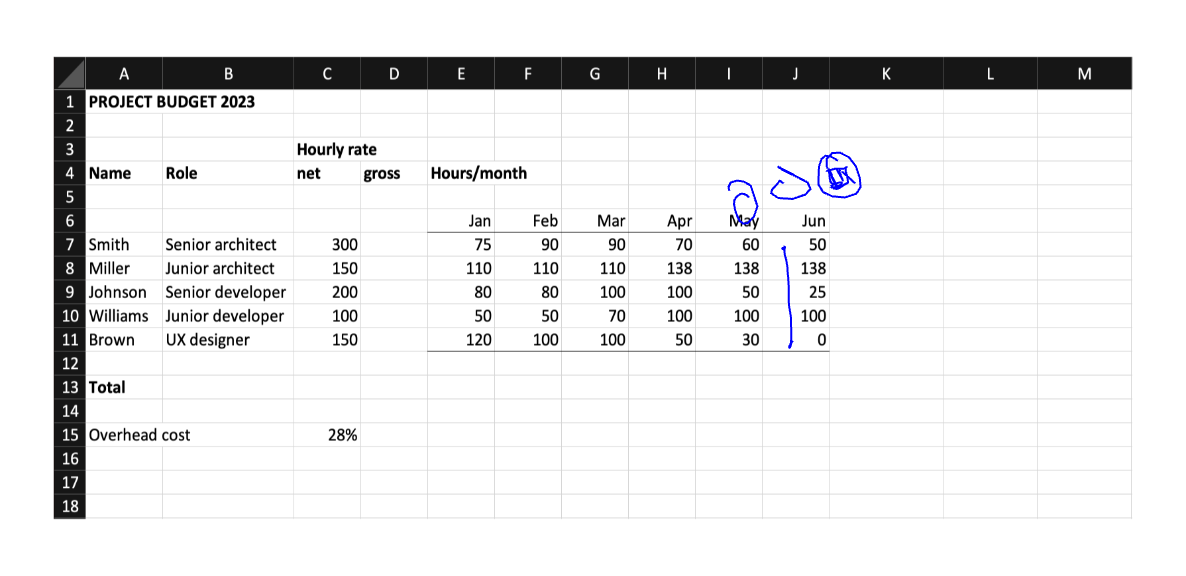 A B C D E F G H I J K L M
1 PROJECT BUDGET 2023
2
3 Hourly rate
4 Name Role net gross Hours/month
5
6 Jan Feb Mar Apr May Jun
7 Smith Senior architect 300 75 90 90 70 60 50
8 Miller Junior architect 150 110 110 110 138 138 138
9 Johnson Senior developer 200 80 80 100 100 50 25
10 Williams Junior developer 100 50 50 70 100 100 100
11 Brown UX designer 150 120 100 100 50 30 0
12
13 Total
14
15 Overhead cost 28%
16
17
18